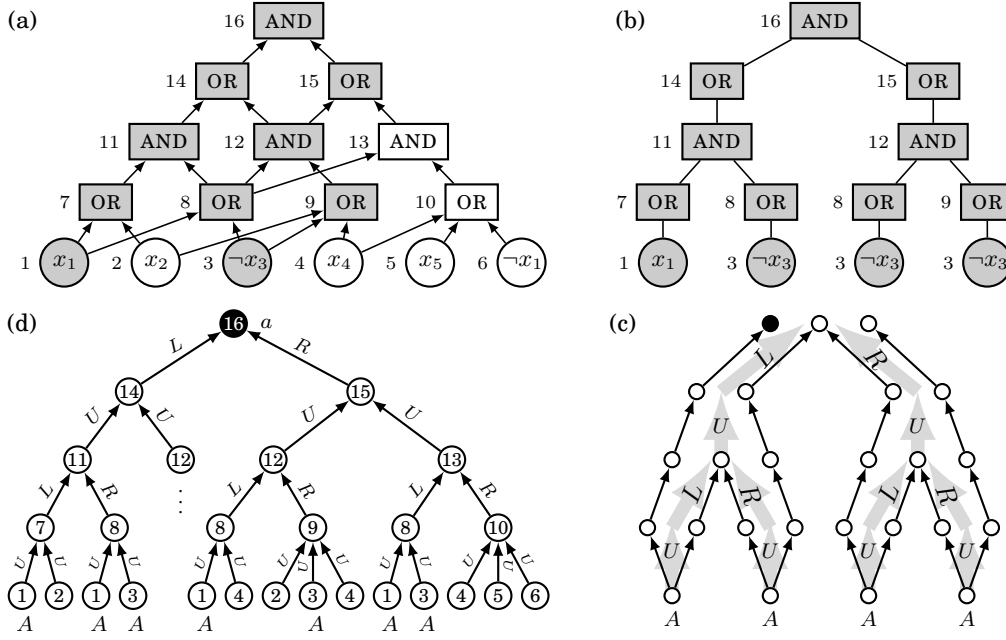 (a)
16 AND
14 OR 15 OR
11 AND 12 AND 13 AND
7 OR 8 OR 9 OR 10 OR
1 x₁ 2 x₂ 3 ¬x₃ 4 x₄ 5 x₅ 6 ¬x₁
(b)
16 AND
14 OR 15 OR
11 AND 12 AND
7 OR 8 OR 8 OR 9 OR
1 x₁ 3 ¬x₃ 3 ¬x₃ 3 ¬x₃
(d)
16 a
L R
14 15
U U U U
11 12 12 13
L R ⋮ L R L R
7 8 8 9 8 10
U U U U U U U U U U U U U U
1 2 1 3 1 4 2 3 4 1 3 4 5 6
A A A A A A A
(c)
L R
U U
L R L R
U U U U
A A A A